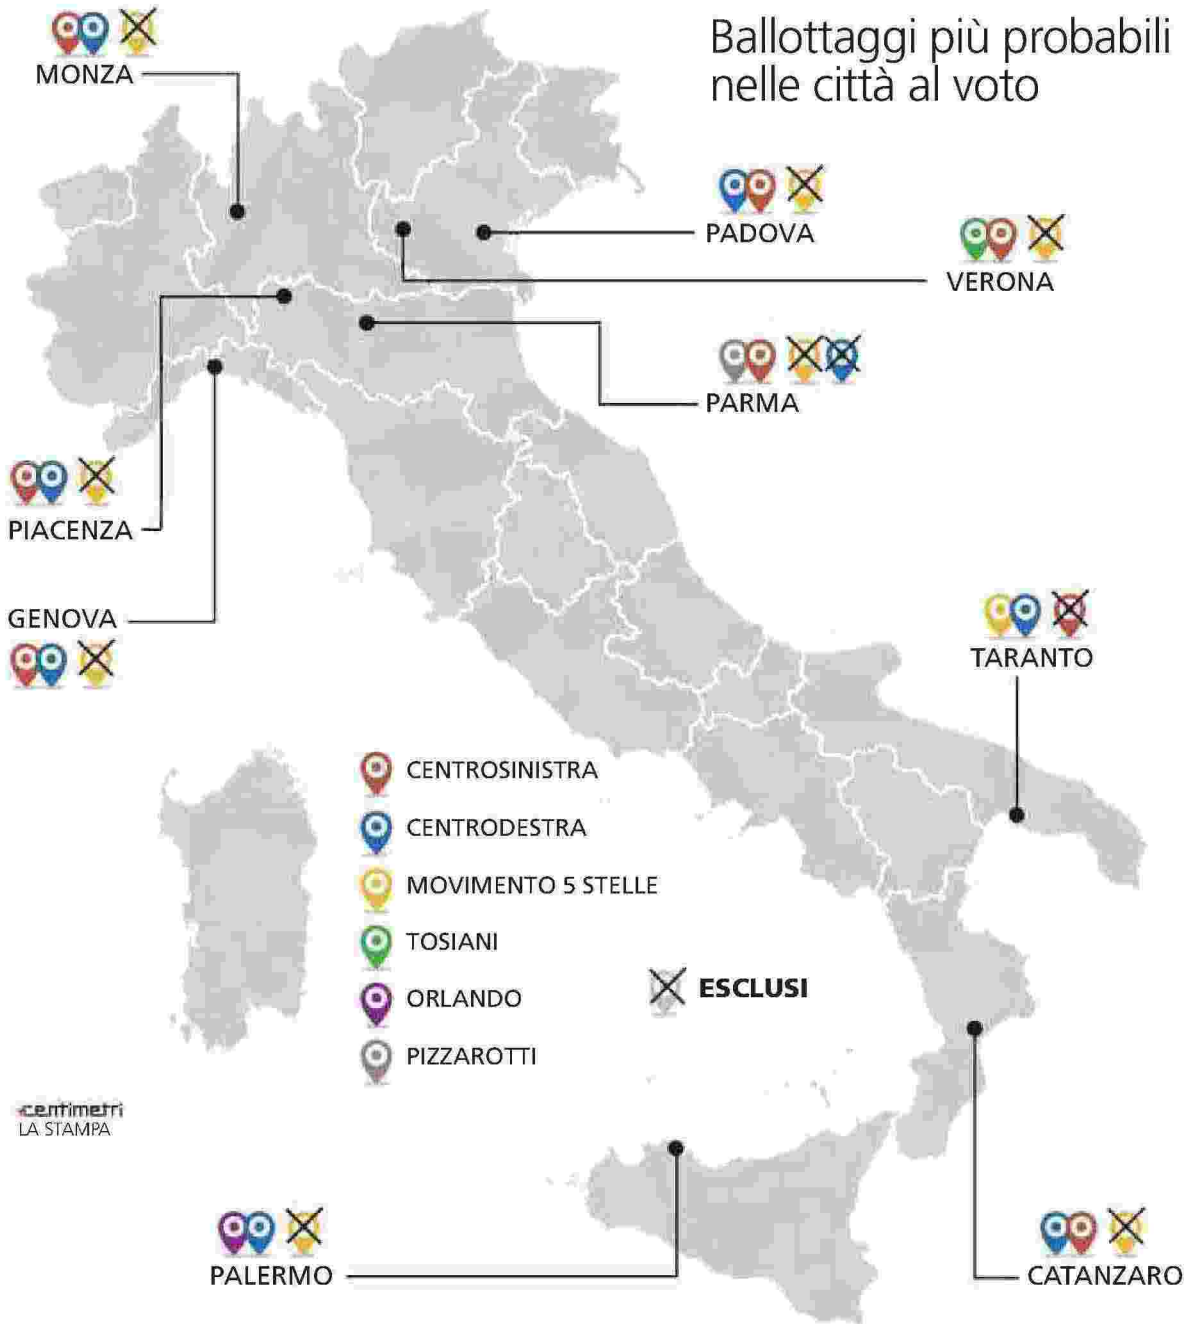 Ballottaggi più probabili
nelle città al voto
MONZA
PADOVA
VERONA
PARMA
PIACENZA
GENOVA
TARANTO
CENTROSINISTRA
CENTRODESTRA
MOVIMENTO 5 STELLE
TOSIANI
ORLANDO
PIZZAROTTI
ESCLUSI
centimetri
LA STAMPA
PALERMO
CATANZARO